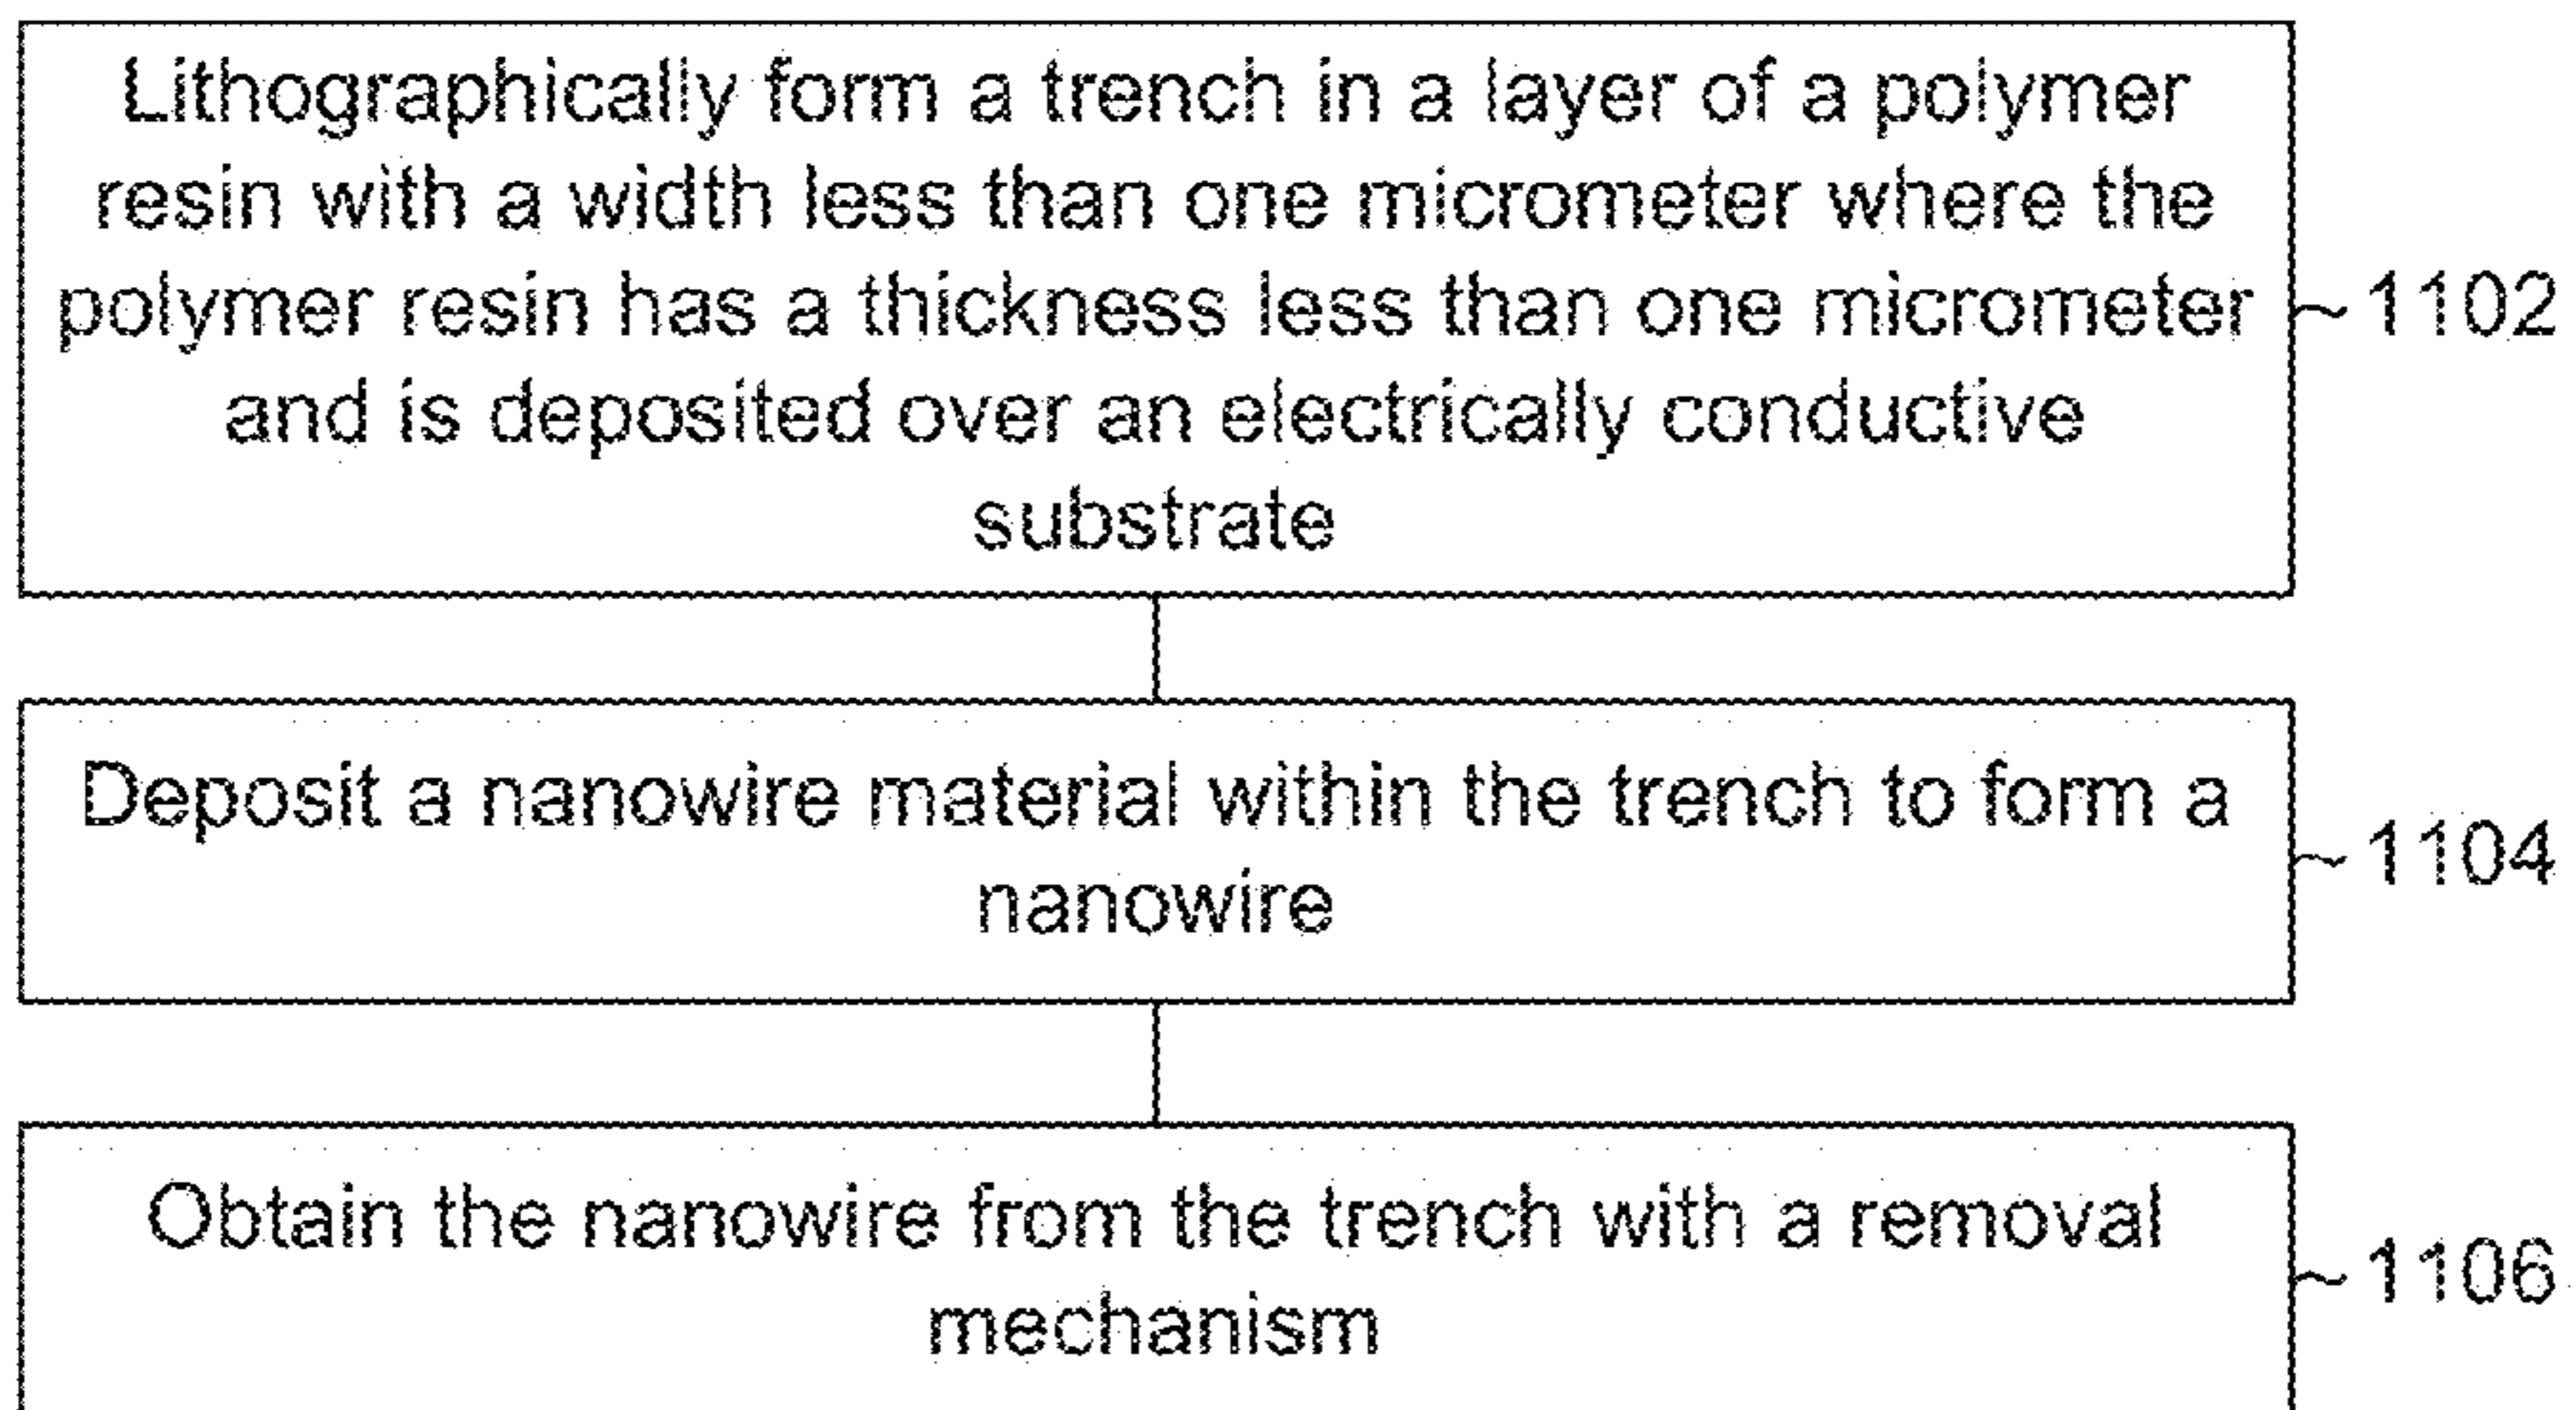 Lithographically form a trench in a layer of a polymer
resin with a width less than one micrometer where the
polymer resin has a thickness less than one micrometer
and is deposited over an electrically conductive
substrate
~ 1102
Deposit a nanowire material within the trench to form a
nanowire
~ 1104
Obtain the nanowire from the trench with a removal
mechanism
~ 1106